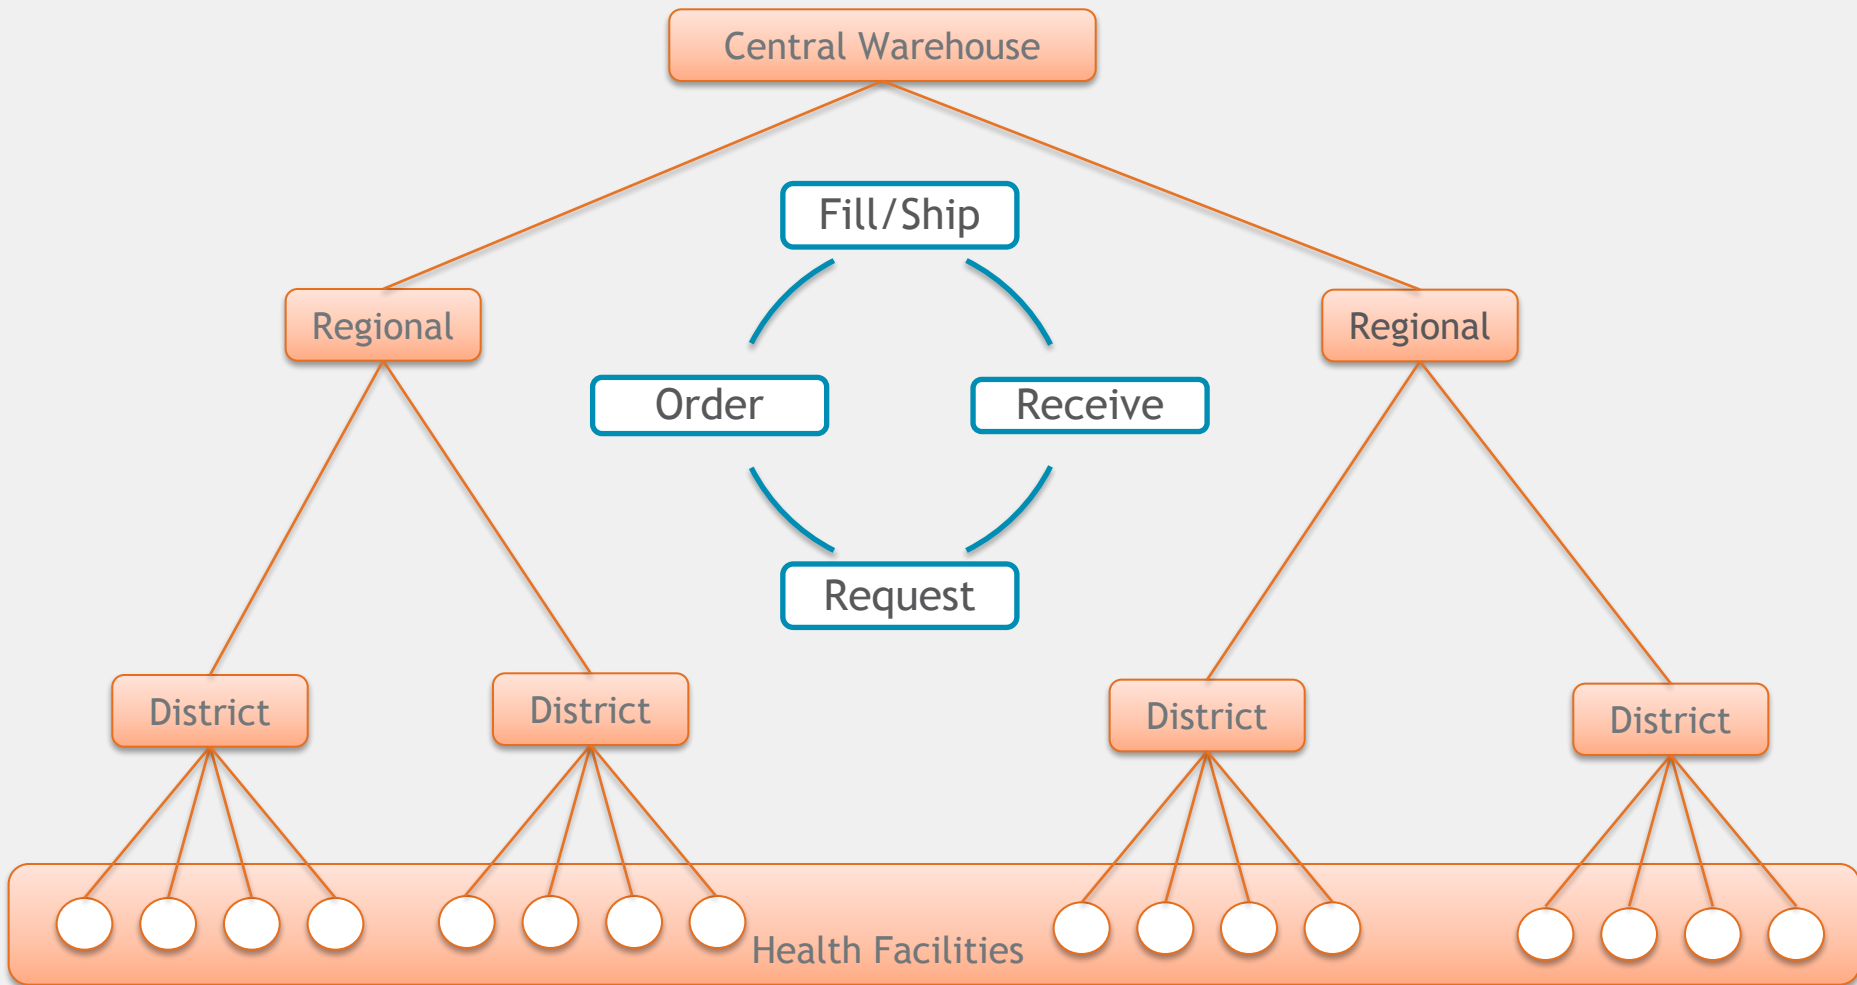 Central Warehouse
Fill/Ship
Regional
Regional
Order
Receive
Request
District
District
District
District
Health Facilities